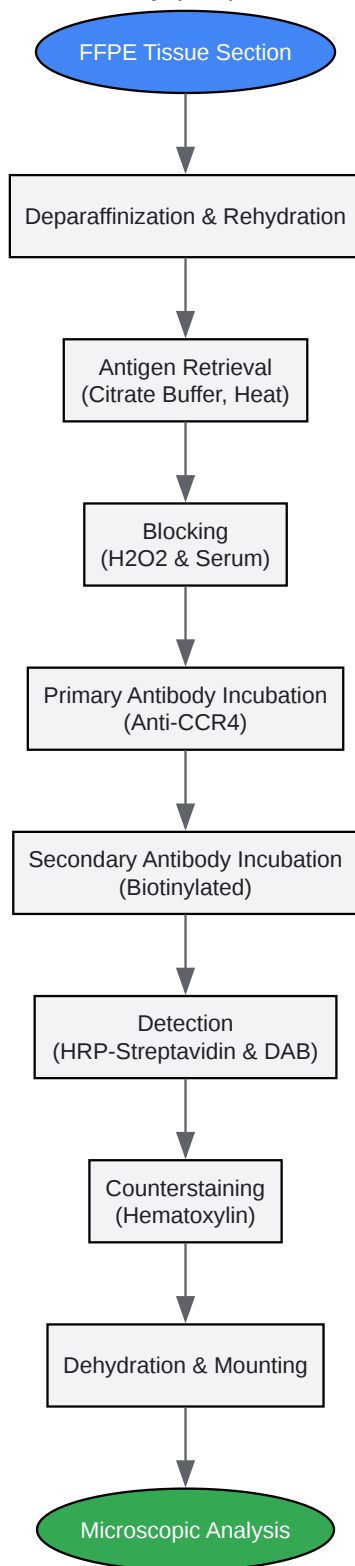 FFPE Tissue Section
Deparaffinization & Rehydration
Antigen Retrieval
(Citrate Buffer, Heat)
Blocking
(H2O2 & Serum)
Primary Antibody Incubation
(Anti-CCR4)
Secondary Antibody Incubation
(Biotinylated)
Detection
(HRP-Streptavidin & DAB)
Counterstaining
(Hematoxylin)
Dehydration & Mounting
Microscopic Analysis